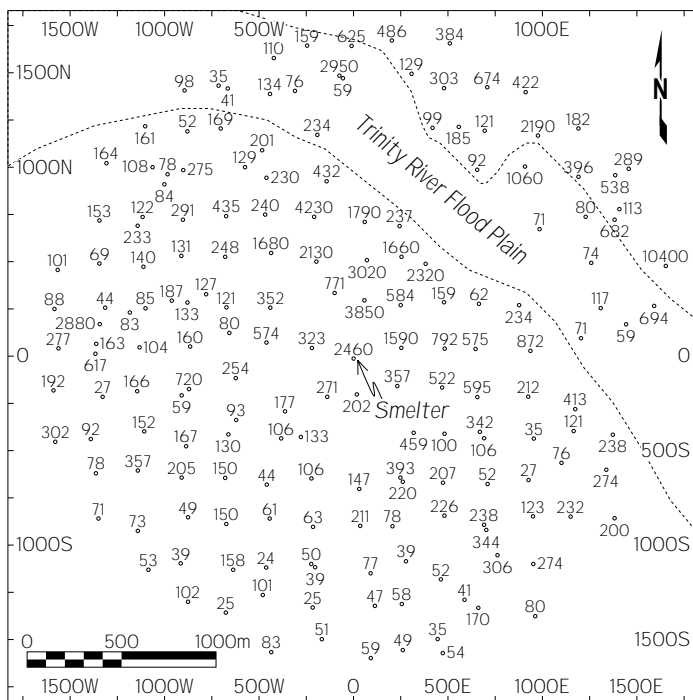 1500W 1000W 500W 1000E
159 625 486 384
110
1500N 2950 129
98 35 134 76 59 303 674 422
41
161 52 169 234 99 185 121 2190 182
201
164 108 78 275 129 230 432 92 1060 396 289
1000N
84 538
Trinity River Flood Plain
153 122 291 435 240 4230 1790 237 71 80 113
233 682
101 69 140 131 248 1680 2130 3020 1660 2320 74 10400
88 44 85 187 127 121 352 771 3850 584 159 62 234 117 694
2880 83 133
277 163 104 160 80 574 323 2460 1590 792 575 872 71 59
0 0
617
192 27 166 720 254 271 357 522 595 212
59 202 413
Smelter
302 92 152 167 93 177 106 133 459 100 342 35 121 238
130 106 76 500S
78 357 205 150 44 106 147 393 207 52 27 274
220
71 73 49 150 61 63 211 78 226 238 123 232 200
1000S 344 1000S
53 39 158 24 50 77 39 52 306 274
39
102 25 101 25 47 58 41 170 80
83 51 59 49 35 54 1500S
0 500 1000m
1500W 1000W 500W 0 500E 1000E 1500E
N